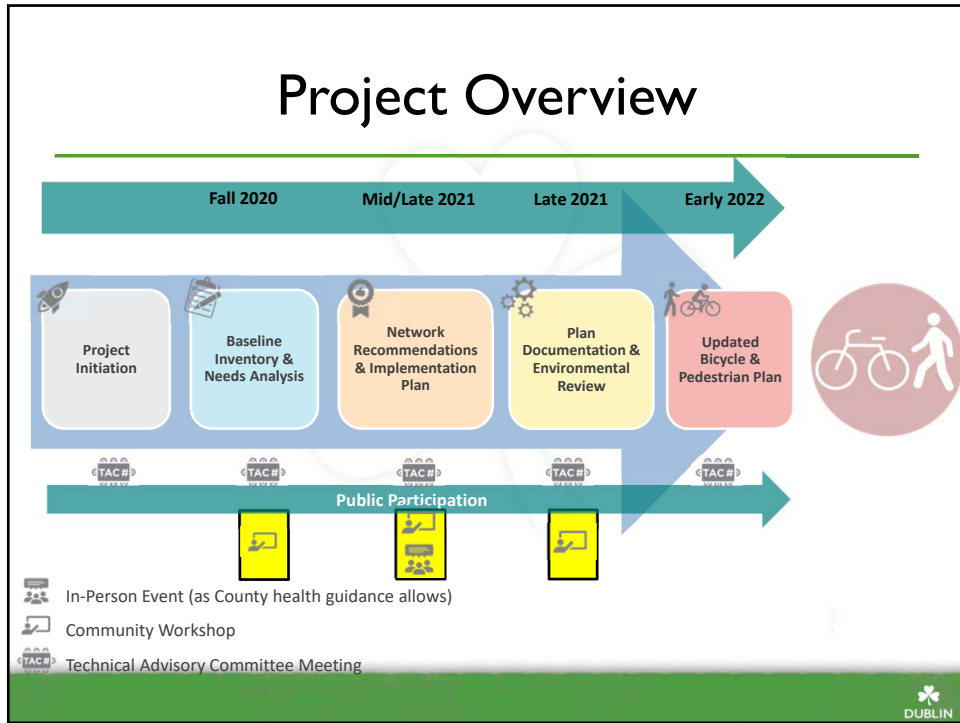 Project Overview
Fall 2020
Mid/Late 2021
Late 2021
Early 2022
Project
Initiation
Baseline
Inventory &
Needs Analysis
Network
Recommendations
& Implementation
Plan
Plan
Documentation &
Environmental
Review
Updated
Bicycle &
Pedestrian Plan
TAC#
TAC#
TAC#
TAC#
TAC#
Public Participation
In-Person Event (as County health guidance allows)
Community Workshop
TAC# Technical Advisory Committee Meeting
DUBLIN